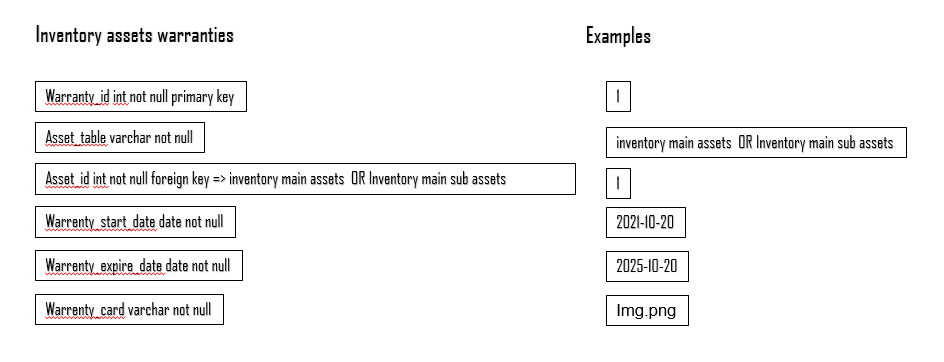 Inventory assets warranties
Examples
Warranty_id int not null primary key
1
Asset_table varchar not null
inventory main assets OR Inventory main sub assets
Asset_id int not null foreign key => inventory main assets OR Inventory main sub assets
1
Warrenty_start_date date not null
2021-10-20
Warrenty_expire_date date not null
2025-10-20
Warrenty_card varchar not null
Img.png